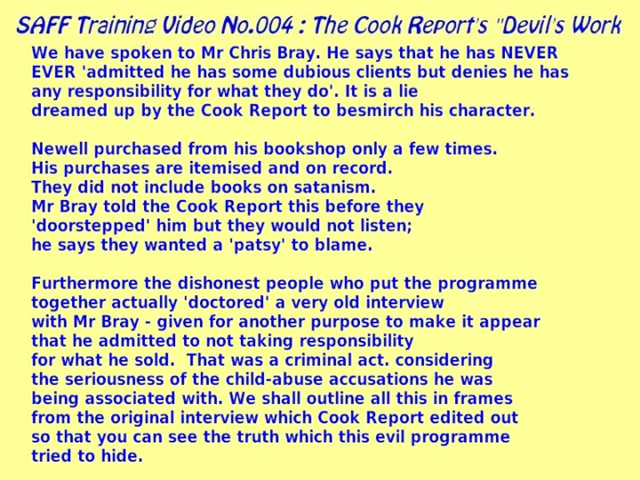 SAFF Training Video No.004 : The Cook Report's "Devil's Work
We have spoken to Mr Chris Bray. He says that he has NEVER
EVER 'admitted he has some dubious clients but denies he has
any responsibility for what they do'. It is a lie
dreamed up by the Cook Report to besmirch his character.
Newell purchased from his bookshop only a few times.
His purchases are itemised and on record.
They did not include books on satanism.
Mr Bray told the Cook Report this before they
'doorstepped' him but they would not listen;
he says they wanted a 'patsy' to blame.
Furthermore the dishonest people who put the programme
together actually 'doctored' a very old interview
with Mr Bray - given for another purpose to make it appear
that he admitted to not taking responsibility
for what he sold.  That was a criminal act. considering
the seriousness of the child-abuse accusations he was
being associated with. We shall outline all this in frames
from the original interview which Cook Report edited out
so that you can see the truth which this evil programme
tried to hide.